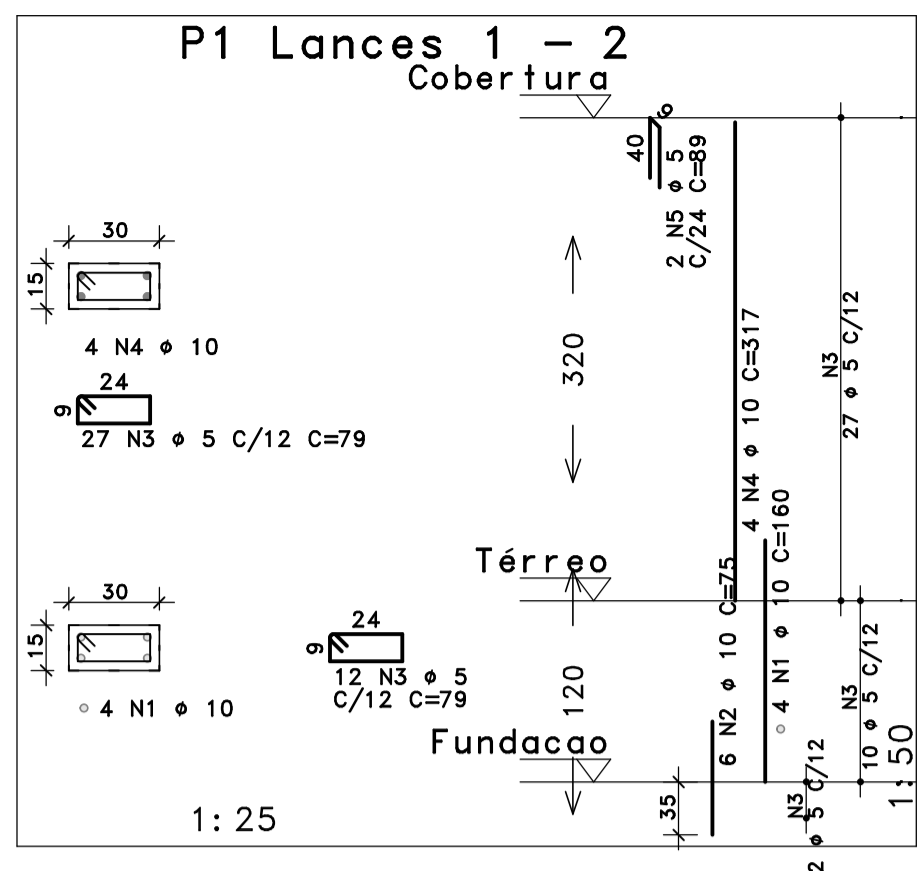 P1 Lances 1 - 2
Cobertura
6
40
2 N5 ø 5
C/24 C=89
30
15
4 N4 ø 10
24
9
27 N3 ø 5 C/12 C=79
320
4 N4 ø 10 C=317
N3
27 ø 5 C/12
Térreo
30
15
4 N1 ø 10
24
9
12 N3 ø 5
C/12 C=79
120
6 N2 ø 10 C=75
4 N1 ø 10 C=160
N3
10 ø 5 C/12
Fundacao
35
N3
2 ø 5 C/12
1:25
1:50